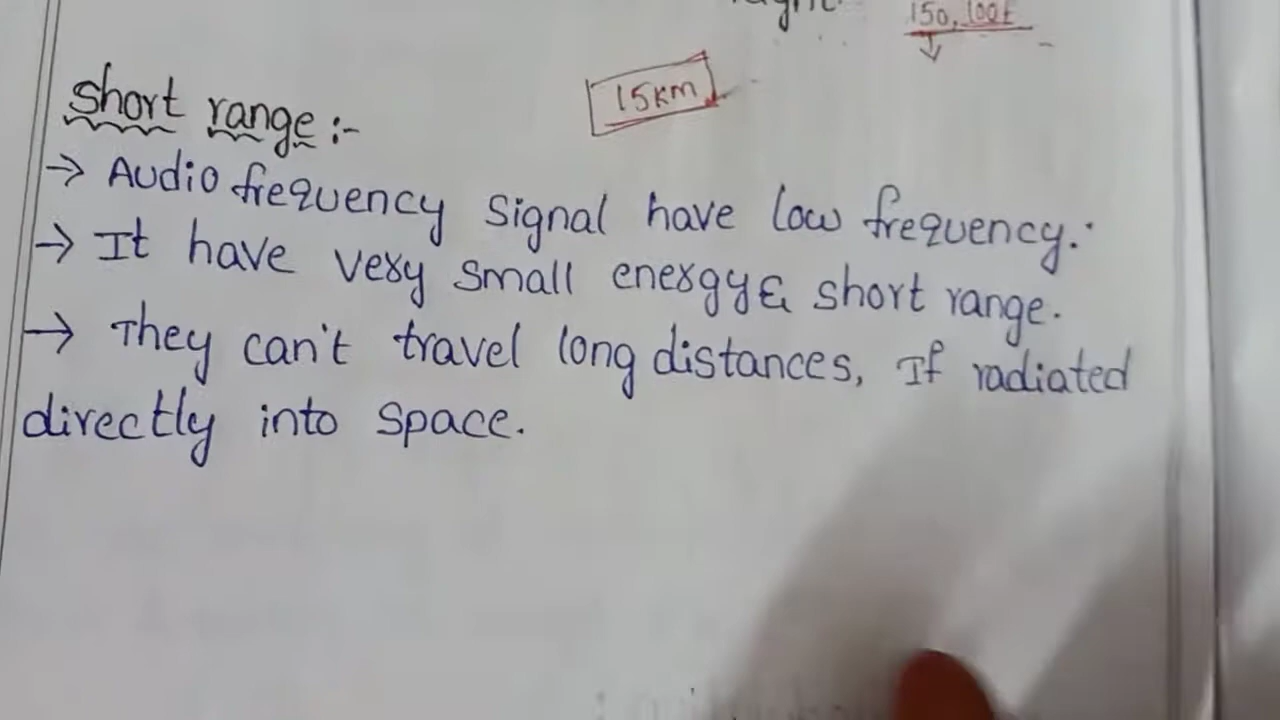 150, 100f
15km
Short range :-
→ Audio frequency signal have low frequency.
→ It have very small energy & short range.
→ They can't travel long distances, If radiated
directly into space.